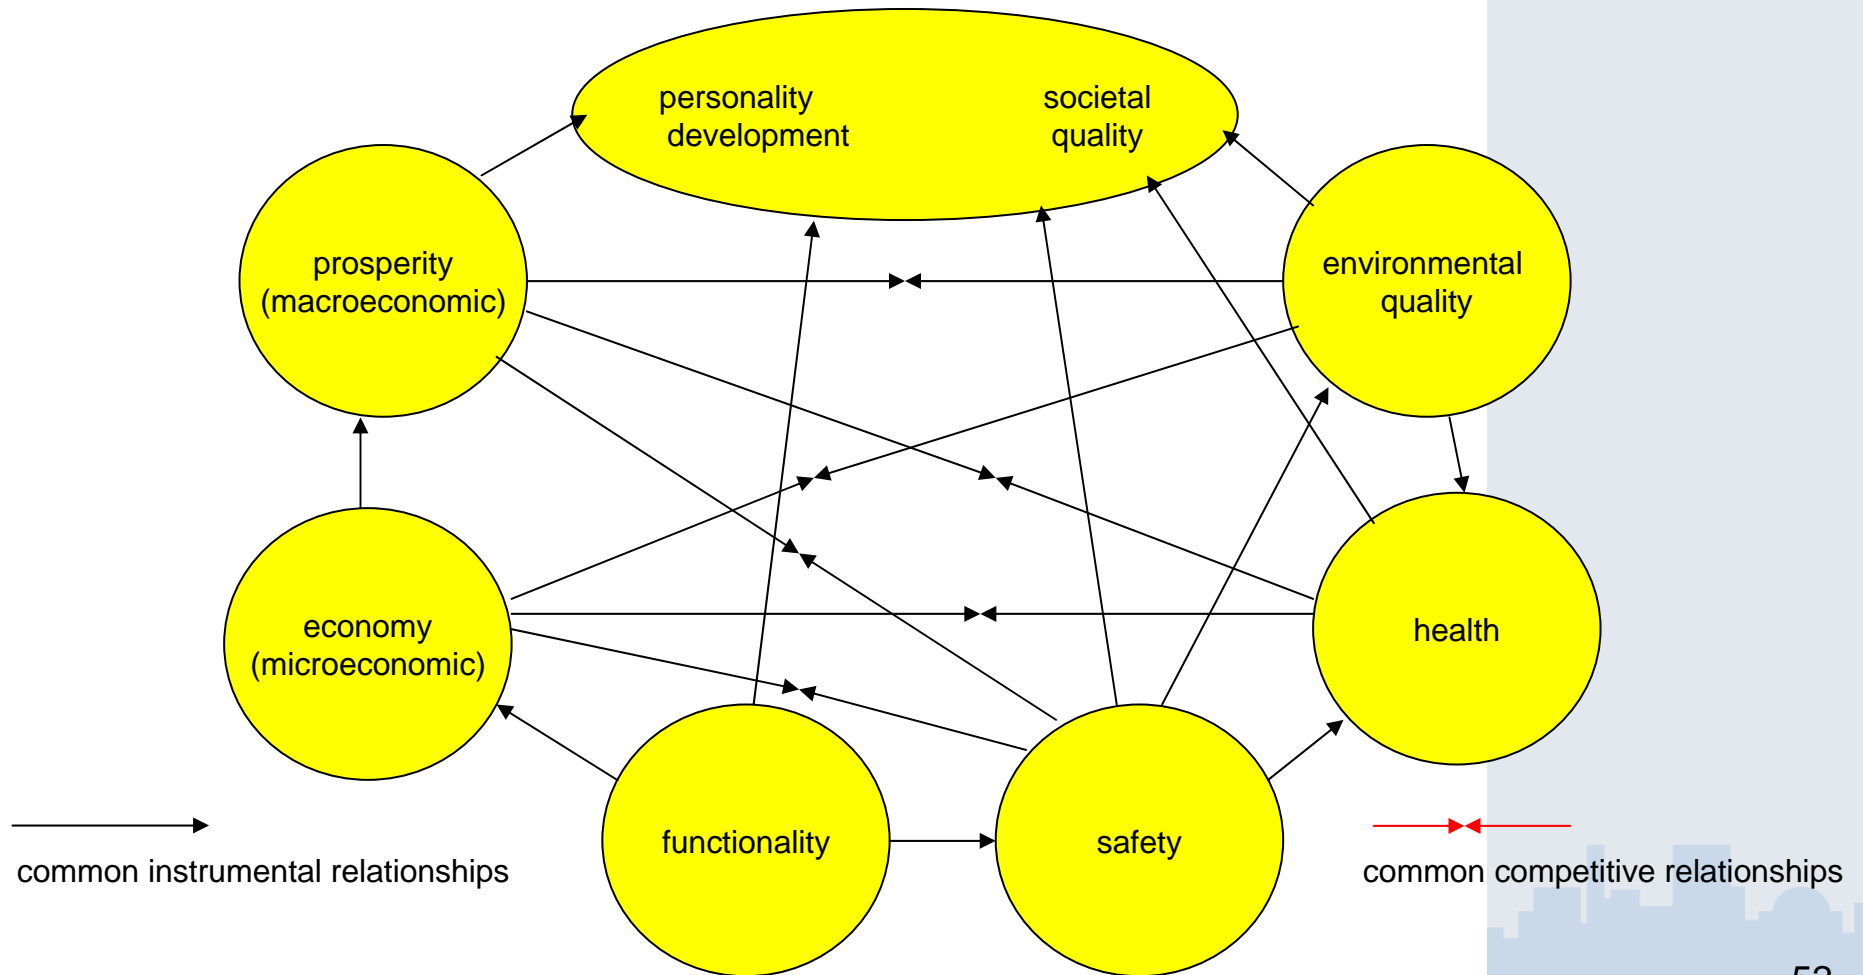 personality
development
societal
quality
prosperity
(macroeconomic)
environmental
quality
economy
(microeconomic)
health
functionality
safety
common instrumental relationships
common competitive relationships